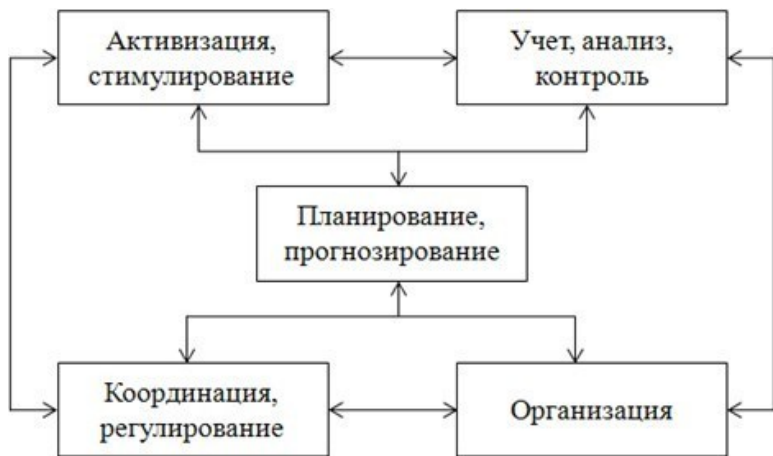 Активизация,
стимулирование
Учет, анализ,
контроль
Планирование,
прогнозирование
Координация,
регулирование
Организация